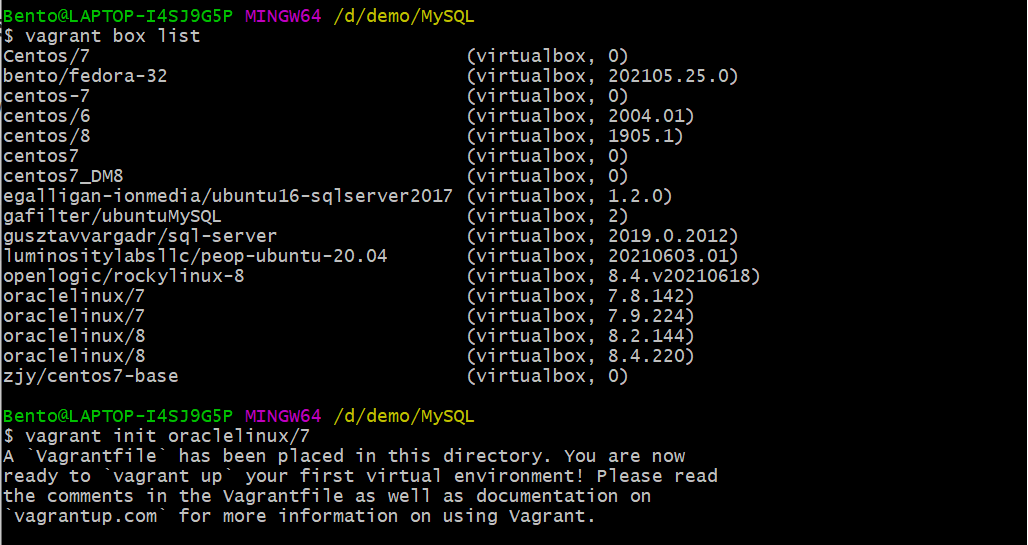 Bento@LAPTOP-I4SJ9G5P MINGW64 /d/demo/MySQL
$ vagrant box list
Centos/7 (virtualbox, 0)
bento/fedora-32 (virtualbox, 202105.25.0)
centos-7 (virtualbox, 0)
centos/6 (virtualbox, 2004.01)
centos/8 (virtualbox, 1905.1)
centos7 (virtualbox, 0)
centos7_DM8 (virtualbox, 0)
egalligan-ionmedia/ubuntu16-sqlserver2017 (virtualbox, 1.2.0)
gafilter/ubuntuMySQL (virtualbox, 2)
gusztavvargadr/sql-server (virtualbox, 2019.0.2012)
luminositylabsllc/peop-ubuntu-20.04 (virtualbox, 20210603.01)
openlogic/rockylinux-8 (virtualbox, 8.4.v20210618)
oraclelinux/7 (virtualbox, 7.8.142)
oraclelinux/7 (virtualbox, 7.9.224)
oraclelinux/8 (virtualbox, 8.2.144)
oraclelinux/8 (virtualbox, 8.4.220)
zjy/centos7-base (virtualbox, 0)
Bento@LAPTOP-I4SJ9G5P MINGW64 /d/demo/MySQL
$ vagrant init oraclelinux/7
A `Vagrantfile` has been placed in this directory. You are now
ready to `vagrant up` your first virtual environment! Please read
the comments in the Vagrantfile as well as documentation on
`vagrantup.com` for more information on using Vagrant.